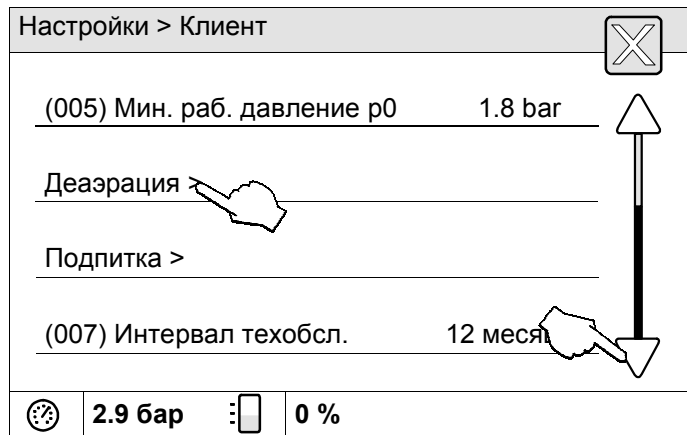 Настройки > Клиент
(005) Мин. раб. давление p0 1.8 bar
Деаэрация >
Подпитка >
(007) Интервал техобсл. 12
2.9 бар 0 %